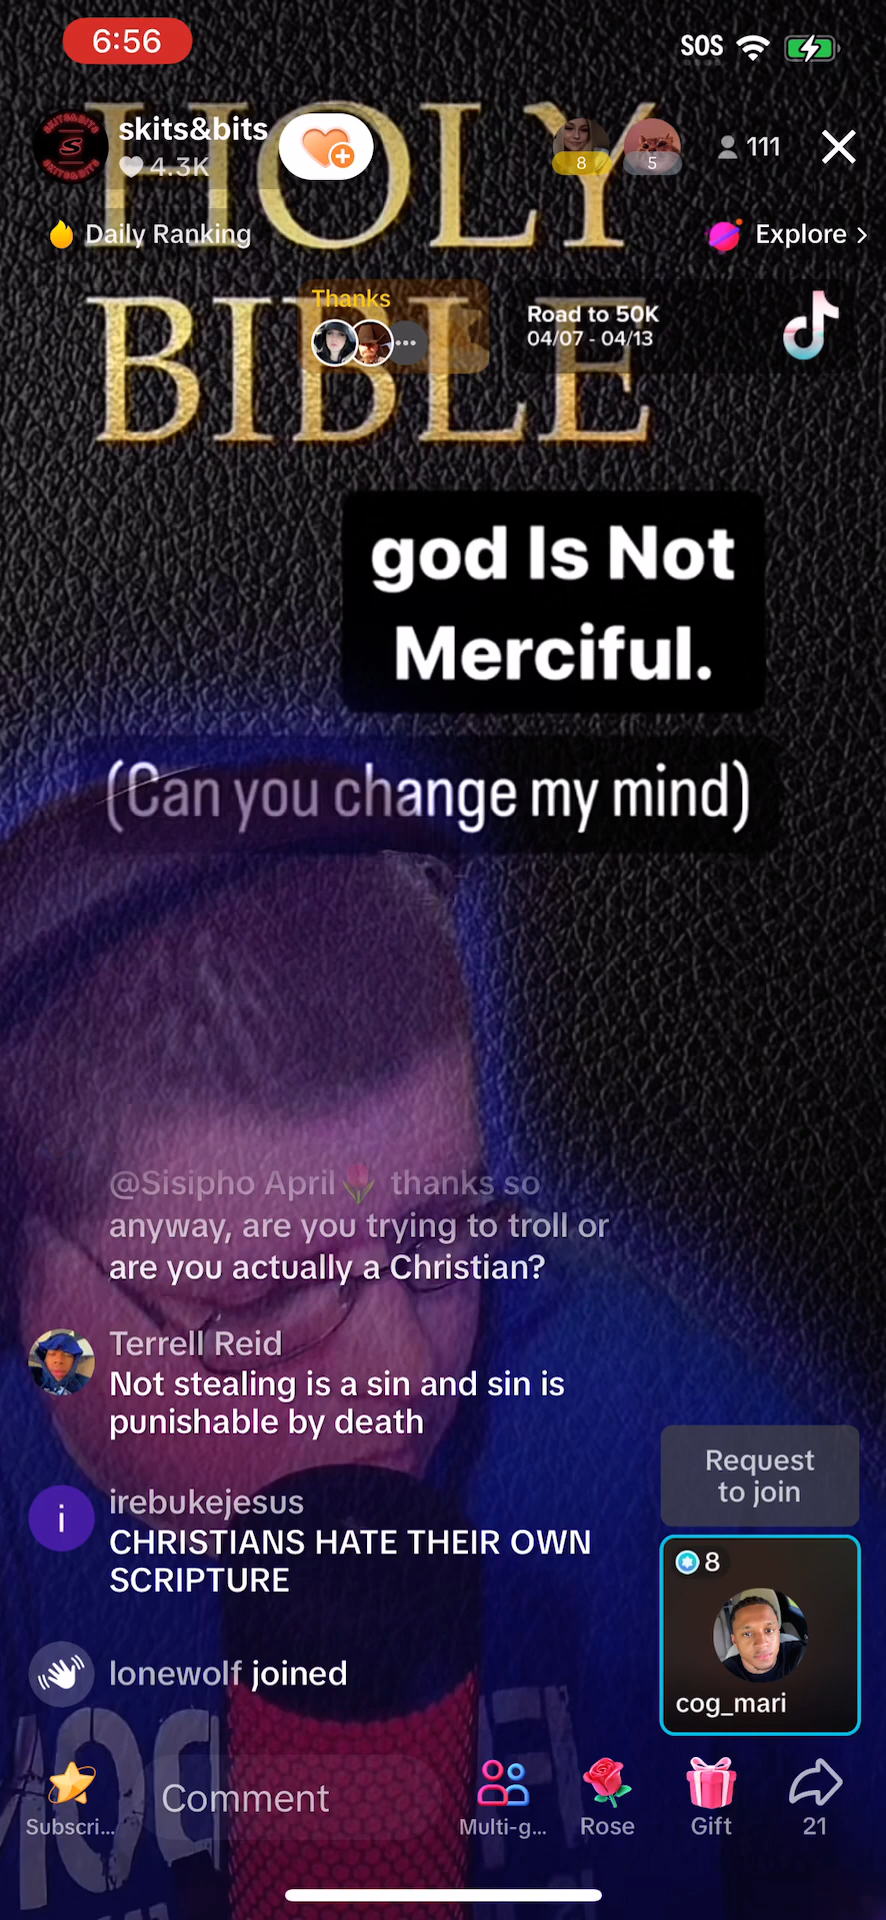 6:56
SOS
HOLY
skits&bits
4.3K
8
5
111
Daily Ranking
Explore >
BIBLE
Thanks
Road to 50K
04/07 - 04/13
god Is Not
Merciful.
(Can you change my mind)
@Sisipho April🌷 thanks so
anyway, are you trying to troll or
are you actually a Christian?
Terrell Reid
Not stealing is a sin and sin is
punishable by death
Request
to join
i
irebukejesus
CHRISTIANS HATE THEIR OWN
SCRIPTURE
8
lonewolf joined
cog_mari
Comment
Subscri...
Multi-g...
Rose
Gift
21